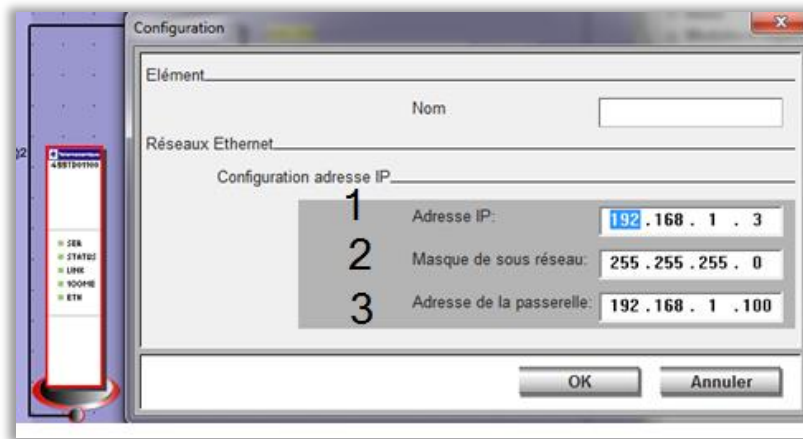 Configuration
Elément
Nom
Réseaux Ethernet
Configuration adresse IP
1 Adresse IP: 192 .168 . 1 . 3
2 Masque de sous réseau: 255 .255 .255 . 0
3 Adresse de la passerelle: 192 .168 . 1 .100
OK Annuler
SER
STATUS
LINK
100MB
ETH